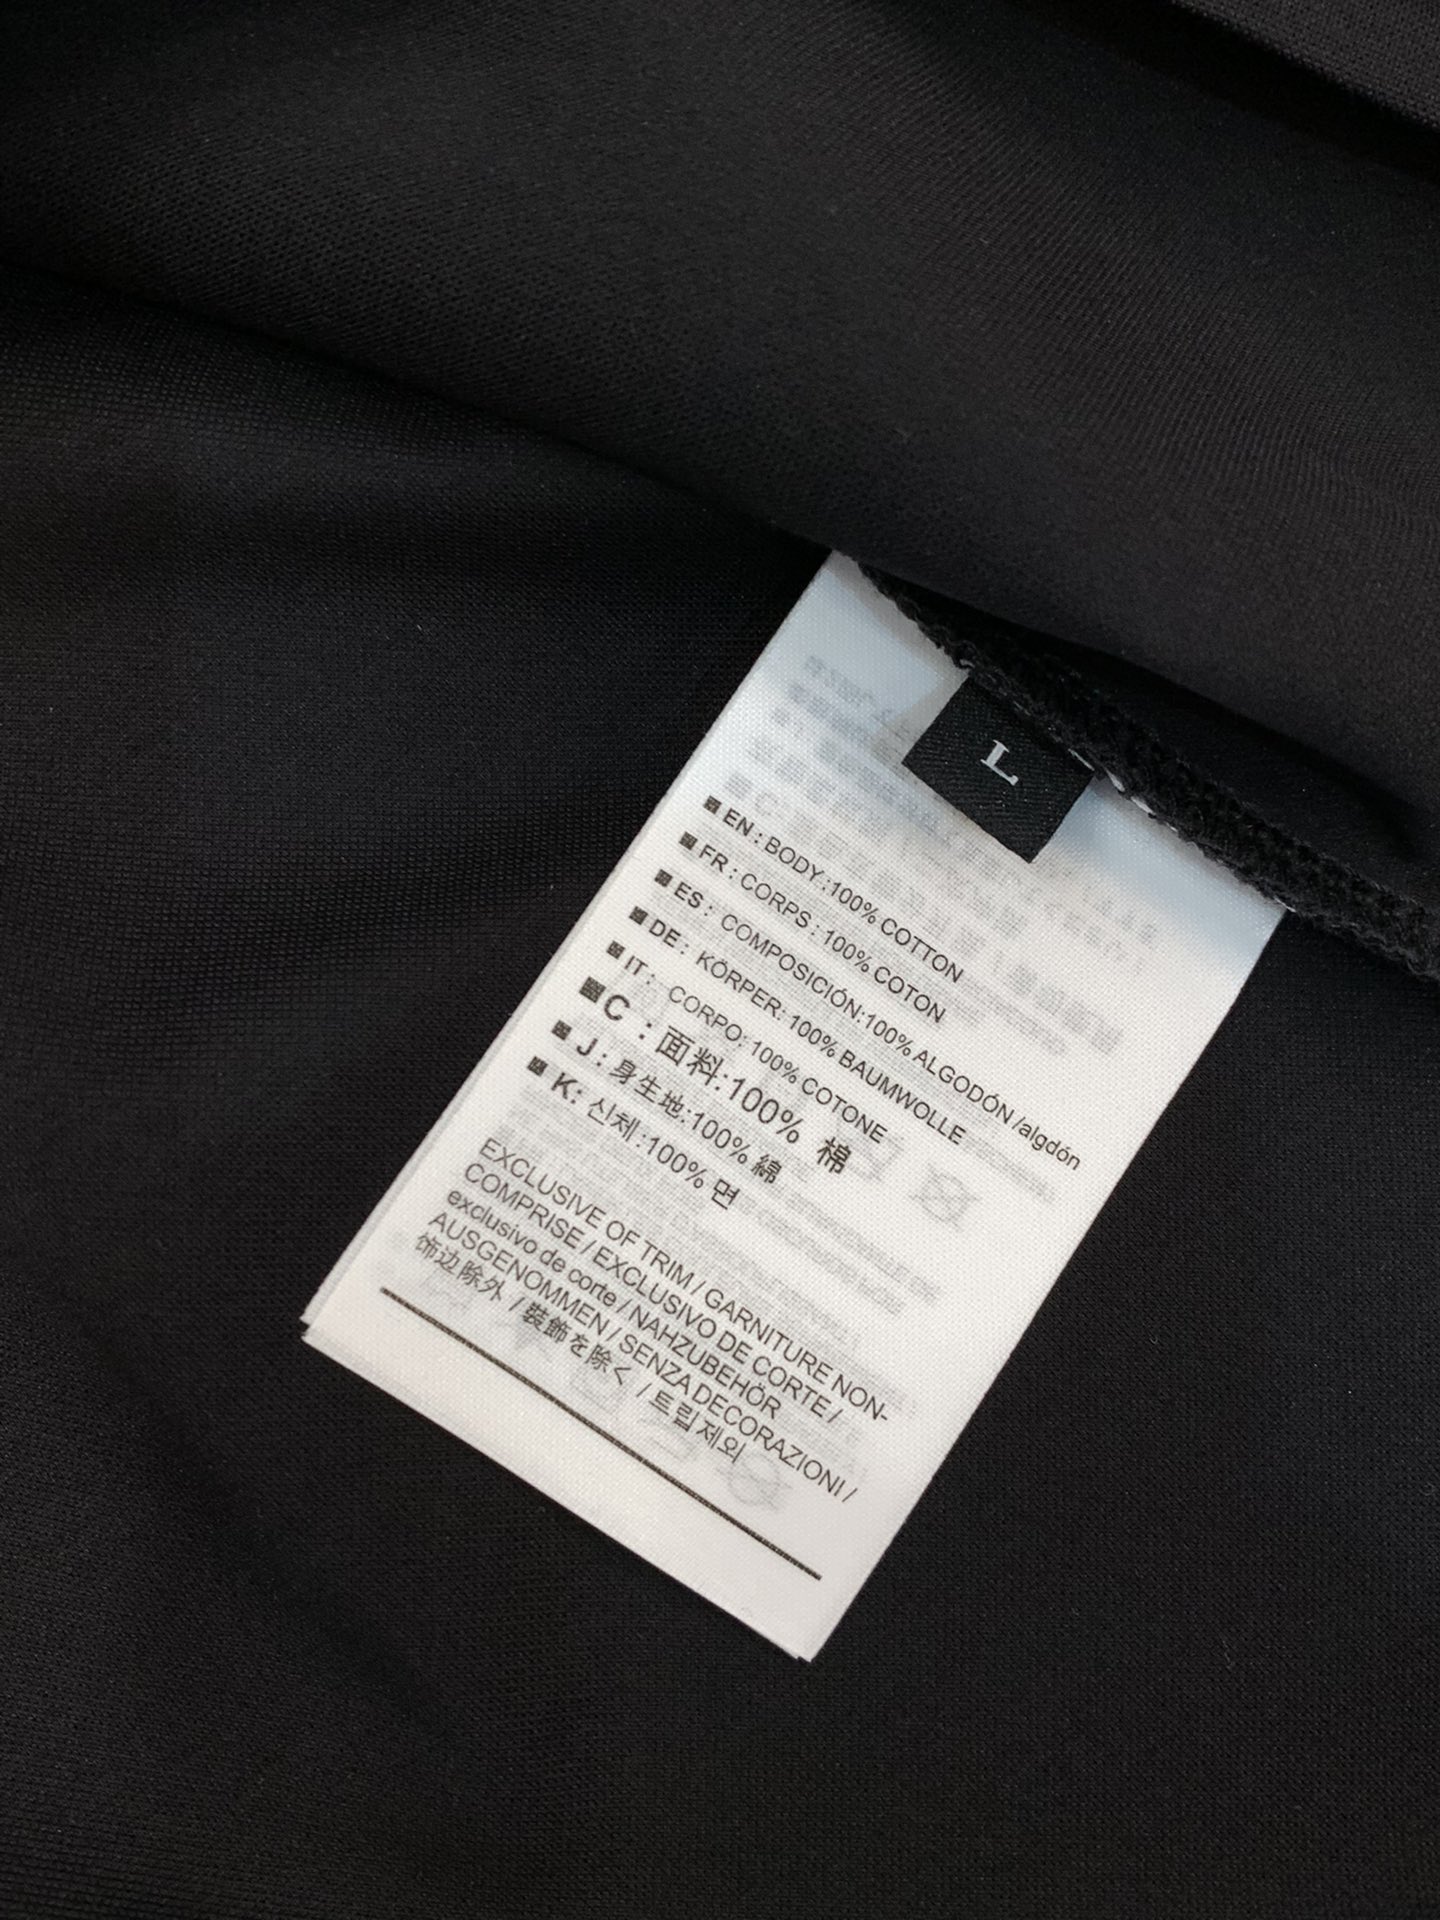 L
EN : BODY :100% COTTON
FR : CORPS : 100% COTON
ES : COMPOSICIÓN:100% ALGODÓN /algdón
DE : KÖRPER: 100% BAUMWOLLE
IT : CORPO: 100% COTONE
C : 面料:100% 棉
J : 身生地:100% 綿
K: 신체 :100% 면
EXCLUSIVE OF TRIM / GARNITURE NON-
COMPRISE / EXCLUSIVO DE CORTE /
exclusivo de corte / NAHZUBEHÖR
AUSGENOMMEN / SENZA DECORAZIONI /
饰边除外 / 裝飾を除く / 트림제외